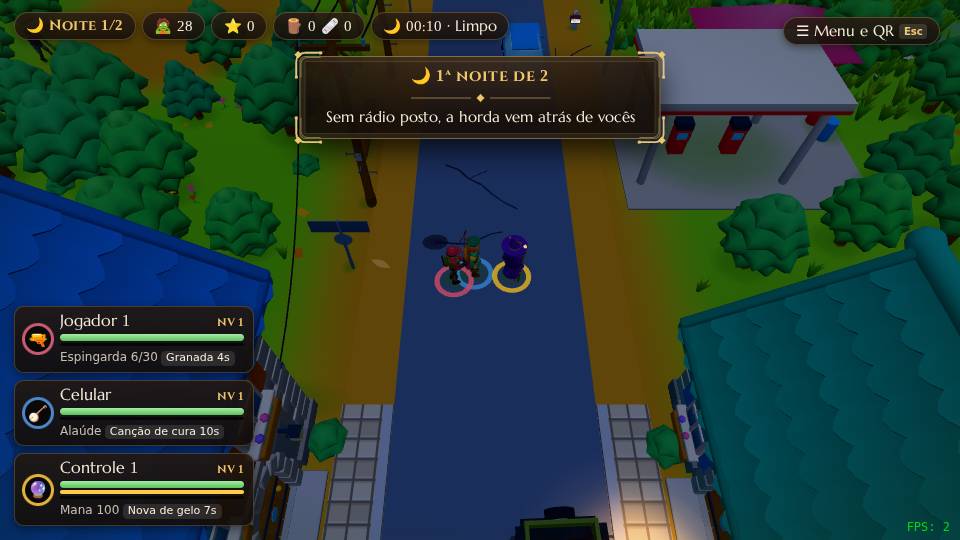 🌙 NOITE 1/2
28
0
0 0
00:10 · Limpo
☰ Menu e QR Esc
1ª NOITE DE 2
Sem rádio posto, a horda vem atrás de vocês
Jogador 1 NV 1
Espingarda 6/30 Granada 4s
Celular NV 1
Alaúde Canção de cura 10s
Controle 1 NV 1
Mana 100 Nova de gelo 7s
FPS: 2